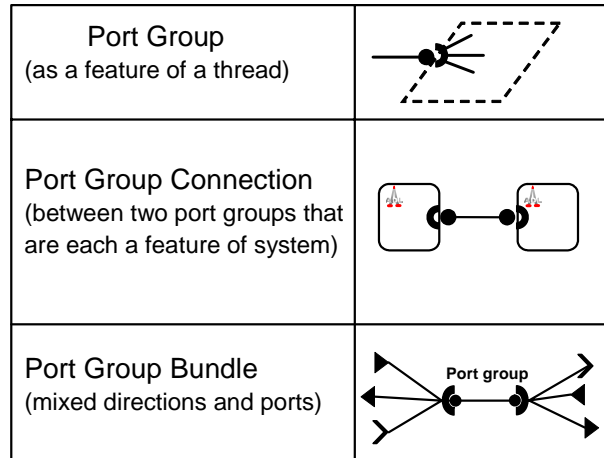 Port Group
(as a feature of a thread)
Port Group Connection
(between two port groups that
are each a feature of system)
Port Group Bundle
(mixed directions and ports)
Port group